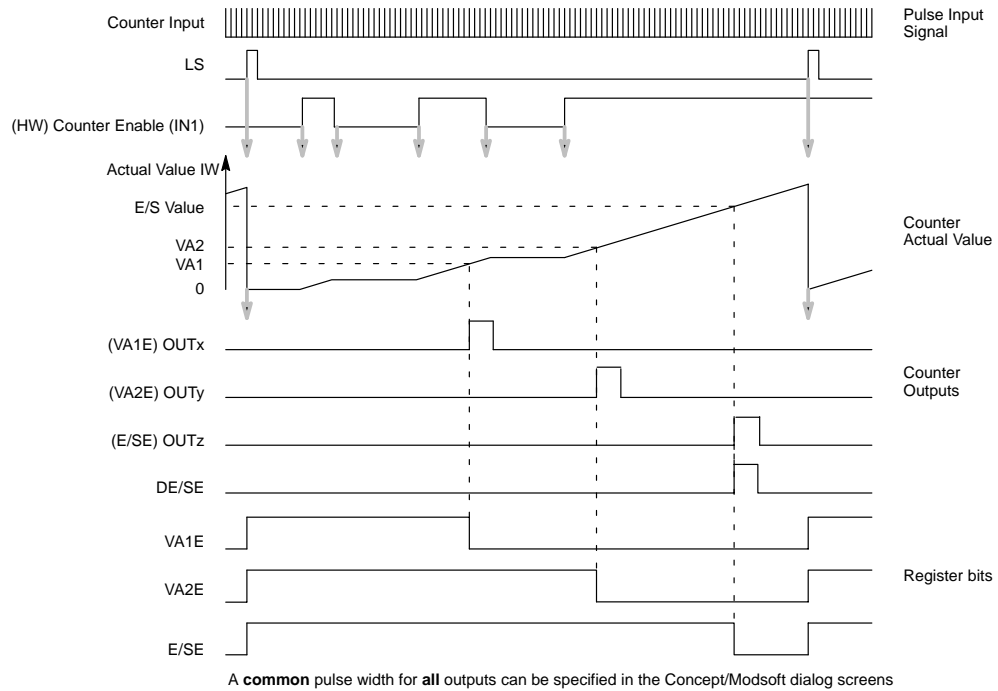 Counter Input
Pulse Input
Signal
LS
(HW) Counter Enable (IN1)
Actual Value IW
E/S Value
VA2
VA1
0
Counter
Actual Value
(VA1E) OUTx
(VA2E) OUTy
Counter
Outputs
(E/SE) OUTz
DE/SE
VA1E
VA2E
Register bits
E/SE
A common pulse width for all outputs can be specified in the Concept/Modsoft dialog screens